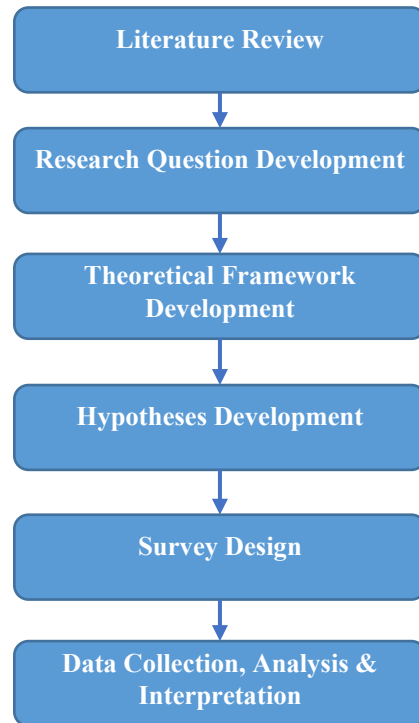 Literature Review
Research Question Development
Theoretical Framework
Development
Hypotheses Development
Survey Design
Data Collection, Analysis &
Interpretation